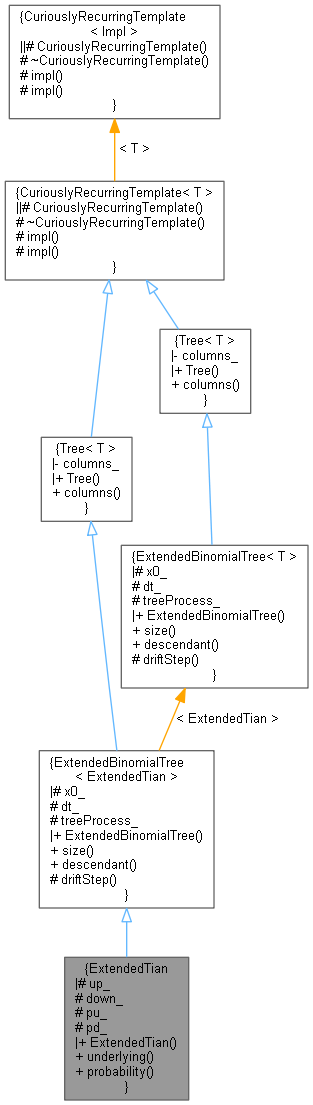 {CuriouslyRecurringTemplate
< Impl >
||# CuriouslyRecurringTemplate()
# ~CuriouslyRecurringTemplate()
# impl()
# impl()
}
< T >
{CuriouslyRecurringTemplate< T >
||# CuriouslyRecurringTemplate()
# ~CuriouslyRecurringTemplate()
# impl()
# impl()
}
{Tree< T >
|- columns_
|+ Tree()
+ columns()
}
{Tree< T >
|- columns_
|+ Tree()
+ columns()
}
{ExtendedBinomialTree< T >
|# x0_
# dt_
# treeProcess_
|+ ExtendedBinomialTree()
+ size()
+ descendant()
# driftStep()
}
< ExtendedTian >
{ExtendedBinomialTree
< ExtendedTian >
|# x0_
# dt_
# treeProcess_
|+ ExtendedBinomialTree()
+ size()
+ descendant()
# driftStep()
}
{ExtendedTian
|# up_
# down_
# pu_
# pd_
|+ ExtendedTian()
+ underlying()
+ probability()
}